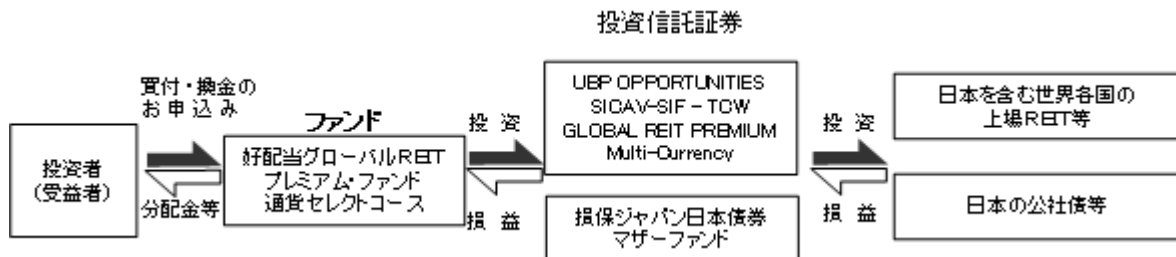 投資信託証券
買付・換金の
お申込み
ファンド
投資
UBP OPPORTUNITIES
SICAV-SIF - TCW
GLOBAL REIT PREMIUM
Multi-Currency
投資
日本を含む世界各国の
上場REIT等
投資者
(受益者)
好配当グローバルREIT
プレミアム・ファンド
通貨セレクトコース
分配金等
損益
損保ジャパン日本債券
マザーファンド
損益
日本の公社債等